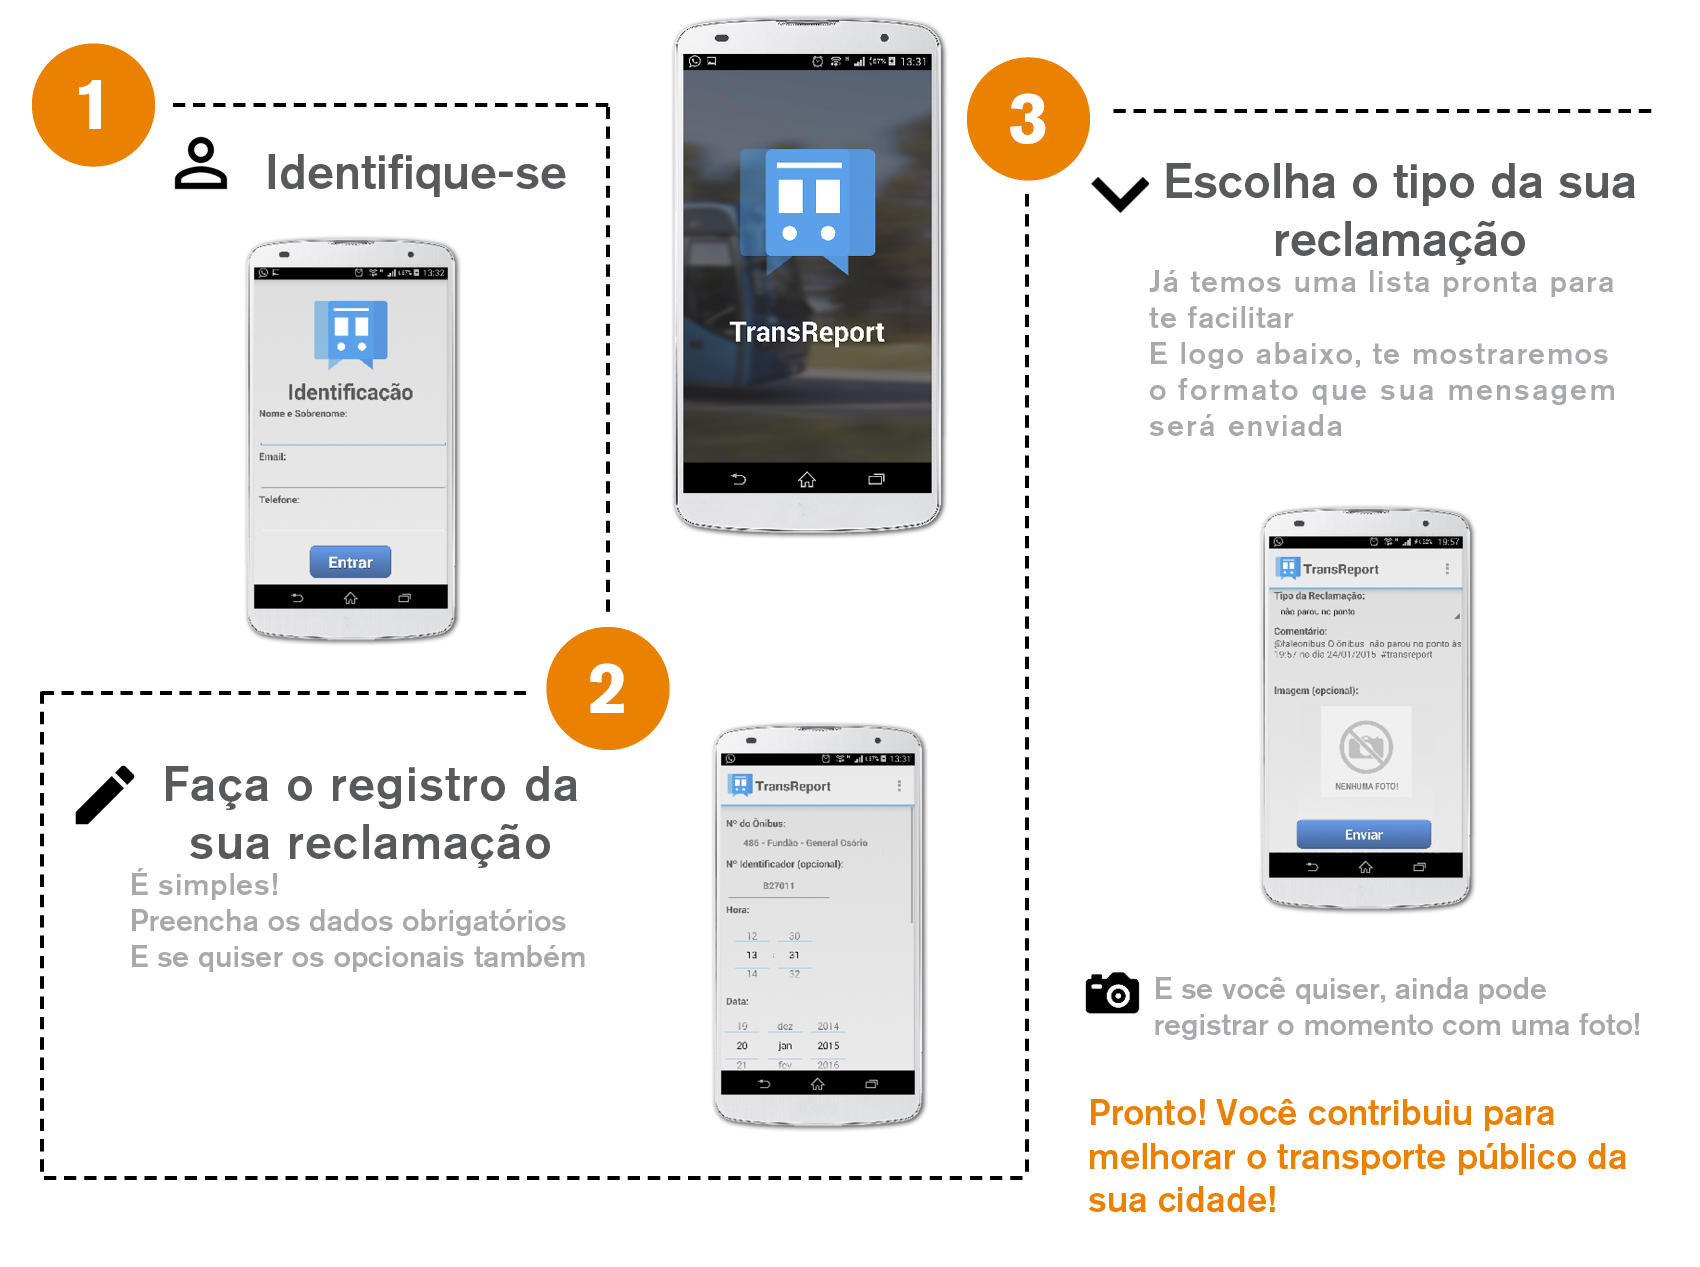 1
Identifique-se
13:32
Identificação
Nome e Sobrenome:
Email:
Telefone:
Entrar
67% 13:31
TransReport
2
Faça o registro da
sua reclamação
É simples!
Preencha os dados obrigatórios
E se quiser os opcionais também
13:31
TransReport
Nº do Ônibus:
486 - Fundão - General Osório
Nº Identificador (opcional):
B27011
Hora:
12 30
13 : 31
14 32
Data:
19 dez 2014
20 jan 2015
21 fev 2016
3
Escolha o tipo da sua
reclamação
Já temos uma lista pronta para
te facilitar
E logo abaixo, te mostraremos
o formato que sua mensagem
será enviada
19:57
TransReport
Tipo da Reclamação:
não parou no ponto
Comentário:
@faleonibus O ônibus não parou no ponto às
19:57 no dia 24/01/2015 #transreport
Imagem (opcional):
NENHUMA FOTO!
Enviar
E se você quiser, ainda pode
registrar o momento com uma foto!
Pronto! Você contribuiu para
melhorar o transporte público da
sua cidade!